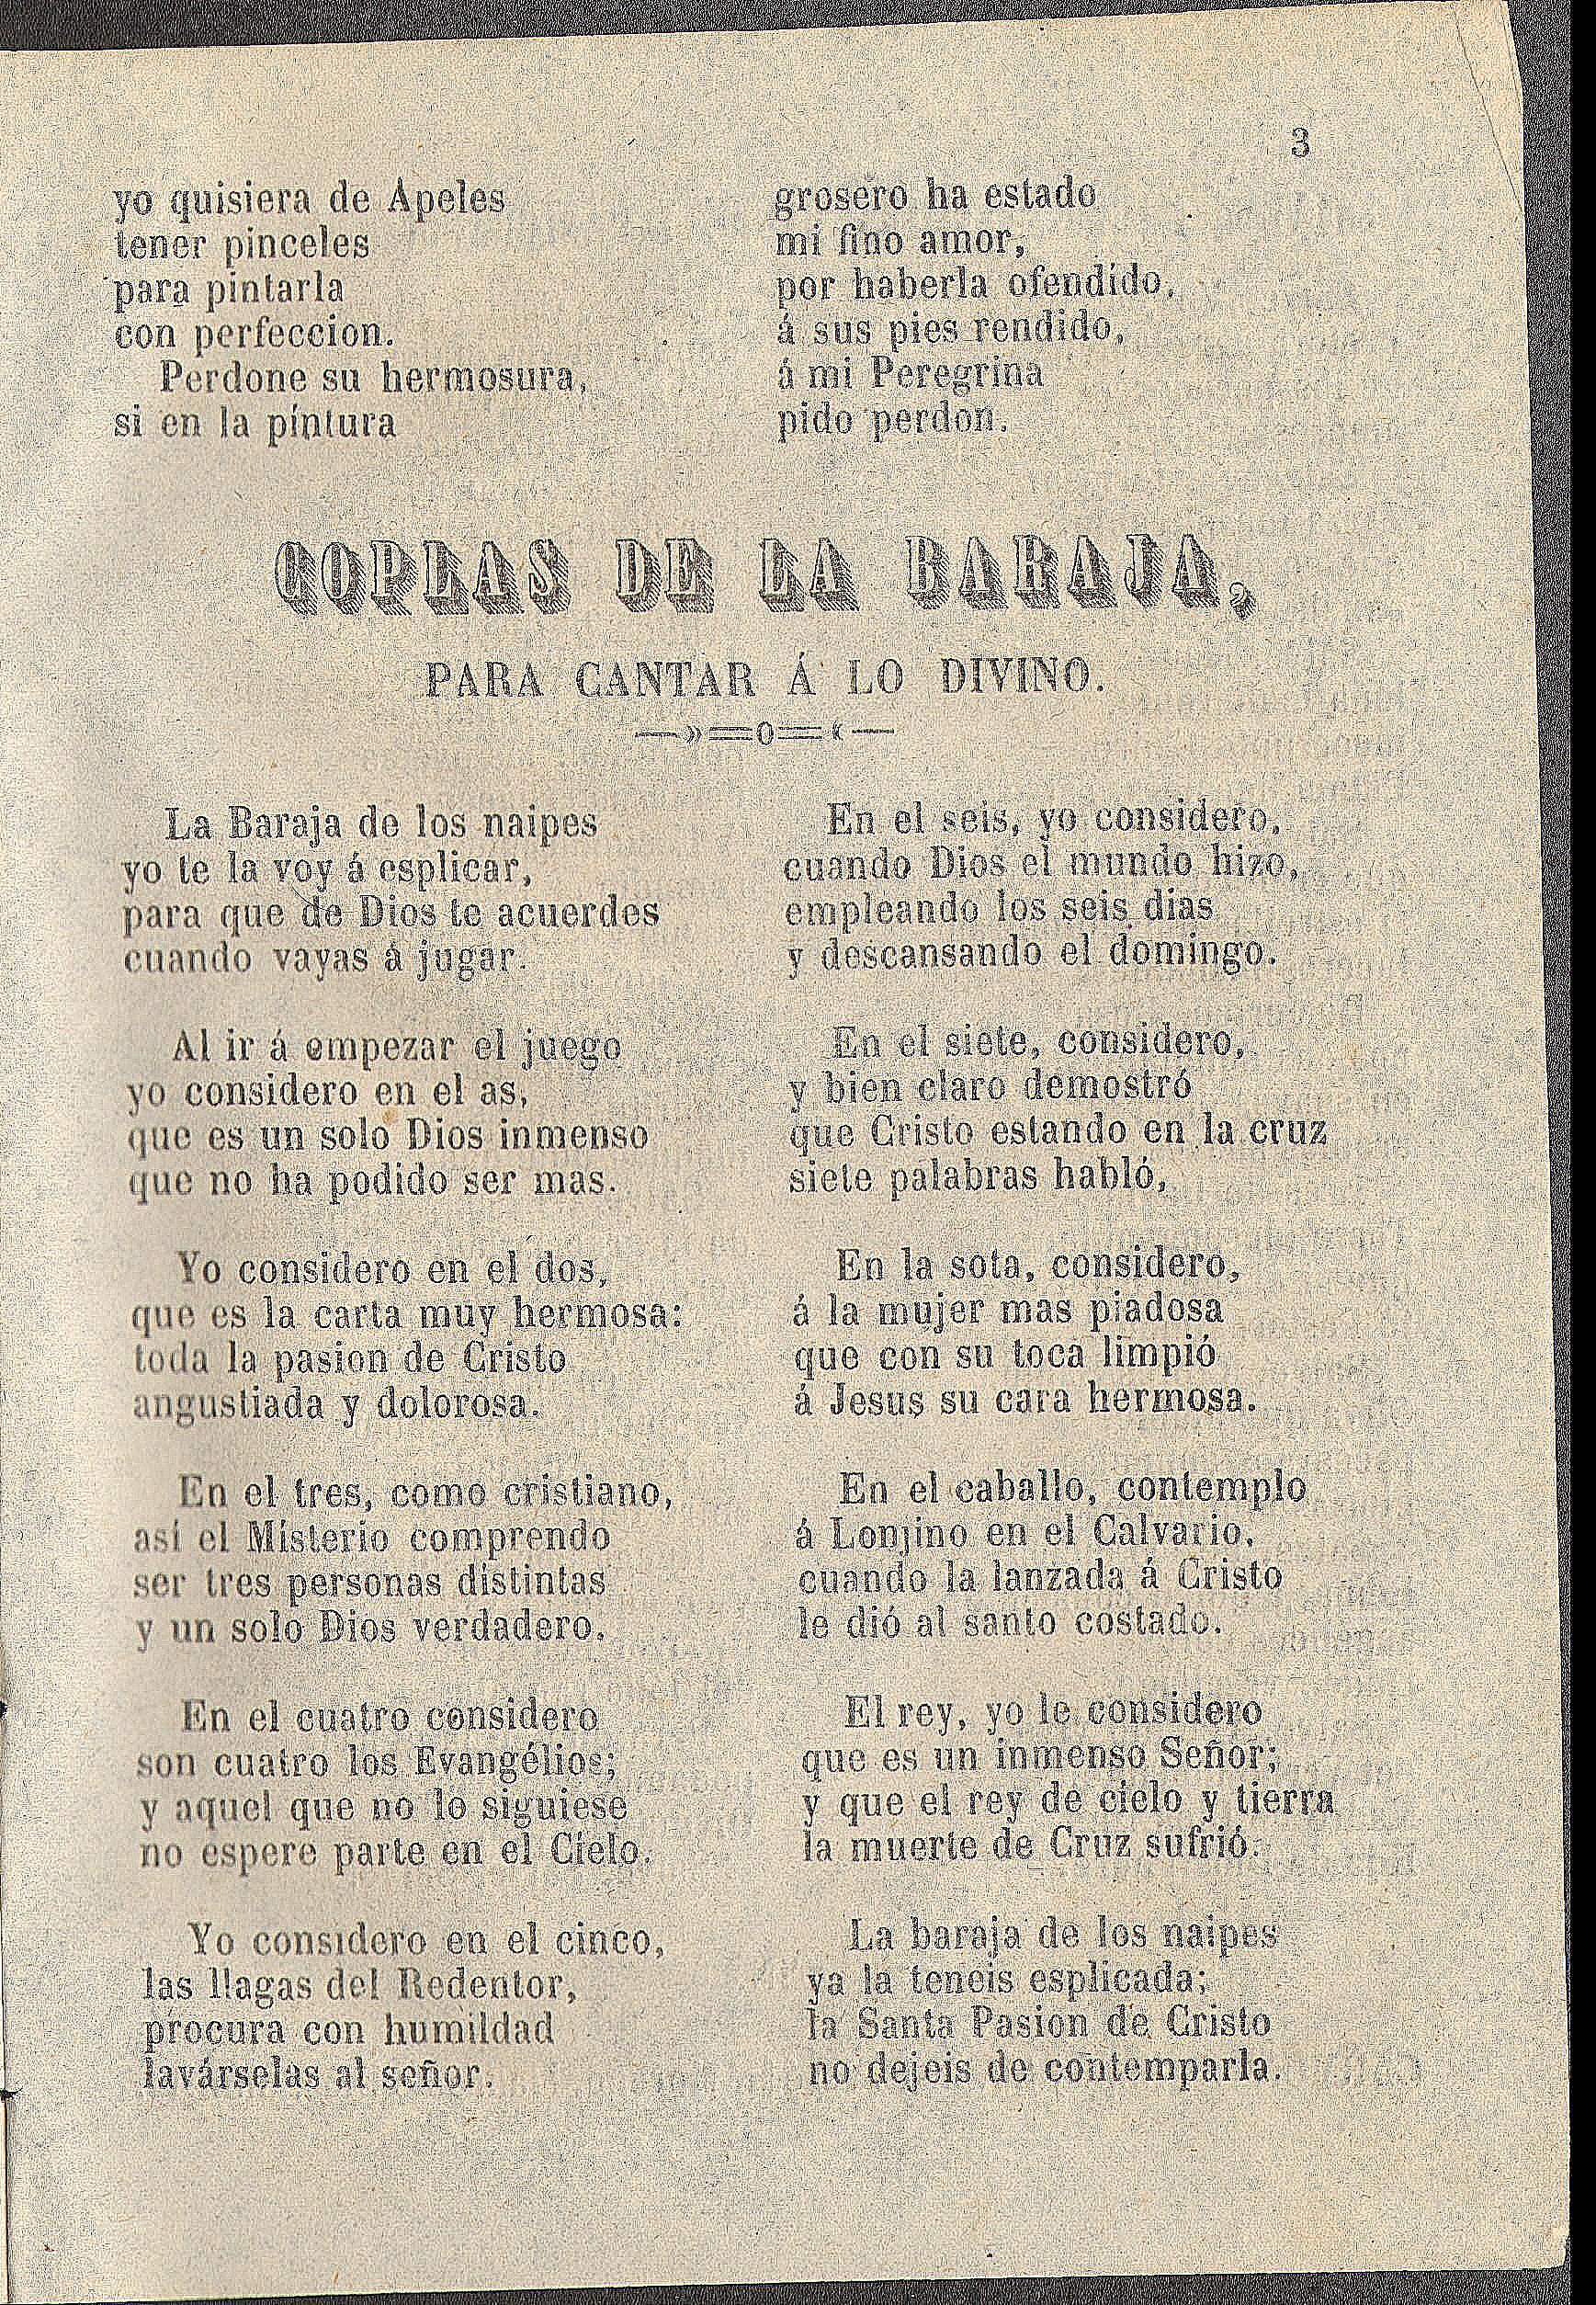 3
yo quisiera de Apeles
tener pinceles
para pintarla
con perfeccion.
Perdone su hermosura,
si en la píntura
grosero ha estado
mi fino amor,
por haberla ofendído,
á sus pies rendido,
á mi Peregrina
pido perdon.
COPLAS DE LA BARAJA,
PARA CANTAR Á LO DIVINO.
La Baraja de los naipes
yo te la voy á esplicar,
para que de Dios te acuerdes
cuando vayas á jugar.
Al ir á empezar el juego
yo considero en el as,
que es un solo Dios inmenso
que no ha podido ser mas.
Yo considero en el dos,
que es la carta muy hermosa:
toda la pasion de Cristo
angustiada y dolorosa.
En el tres, como cristiano,
así el Místerio comprendo
ser tres personas dístintas
y un solo Dios verdadero.
En el cuatro considero
son cuatro los Evangélios;
y aquel que no lo siguiese
no espere parte en el Cíelo.
Yo considero en el cinco,
las llagas del Redentor,
procura con humildad
lavárselas al señor.
En el seis, yo considero,
cuando Dios el mundo hizo,
empleando los seis dias
y descansando el domingo.
En el siete, considero,
y bien claro demostró
que Cristo estando en la cruz
siete palabras habló,
En la sota, considero,
á la mujer mas piadosa
que con su toca limpió
á Jesus su cara hermosa.
En el caballo, contemplo
á Lonjino en el Calvario,
cuando la lanzada á Cristo
le dió al santo costado.
El rey, yo le considero
que es un inmenso Señor;
y que el rey de cielo y tierra
la muerte de Cruz sufrió.
La baraja de los naipes
ya la teneis esplicada;
la Santa Pasion de Cristo
no dejeis de contemparla.